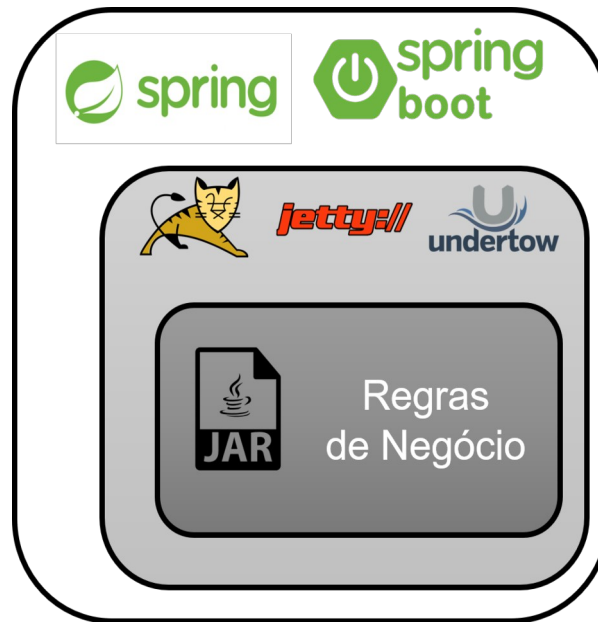 spring
spring
boot
jetty://
undertow
JAR
Regras
de Negócio